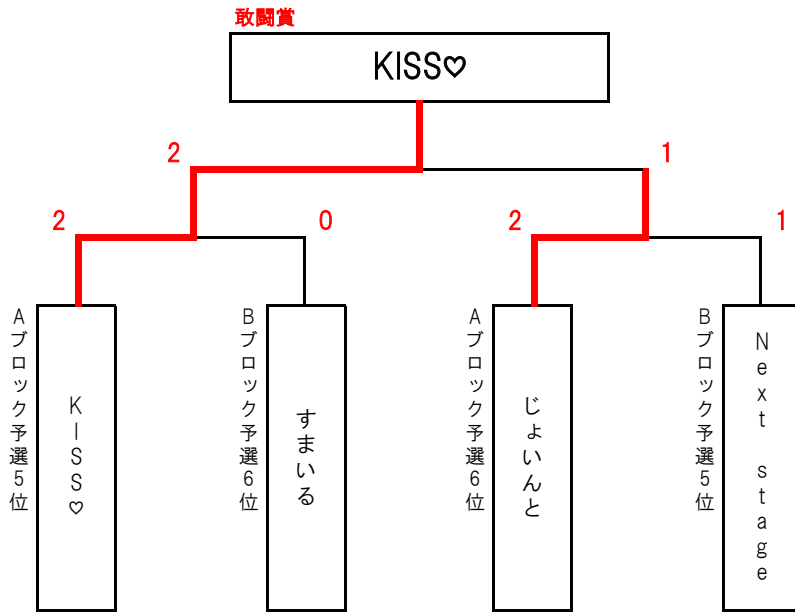 敢闘賞
KISS♡
2
1
2
0
2
1
Aブロック予選5位
KISS♡
Bブロック予選6位
すまいる
Aブロック予選6位
じょいんと
Bブロック予選5位
Next stage